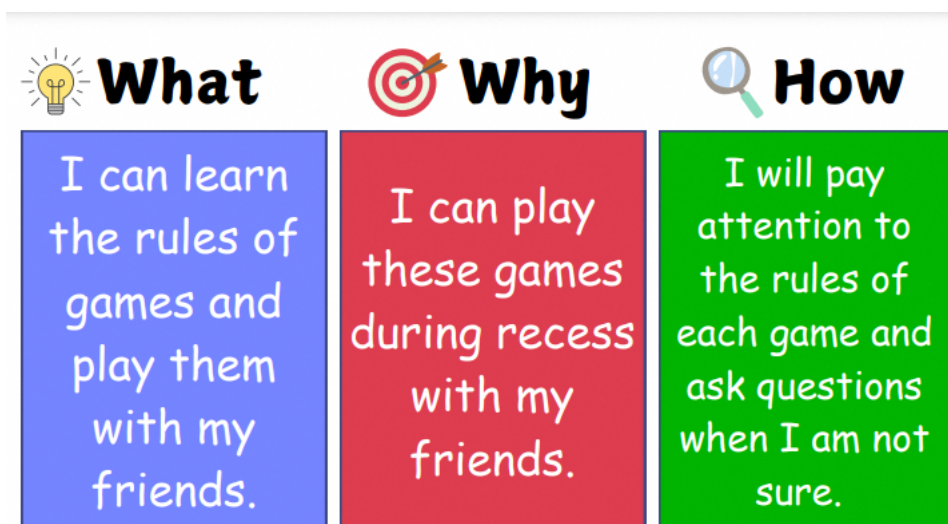 What
I can learn
the rules of
games and
play them
with my
friends.
Why
I can play
these games
during recess
with my
friends.
How
I will pay
attention to
the rules of
each game and
ask questions
when I am not
sure.